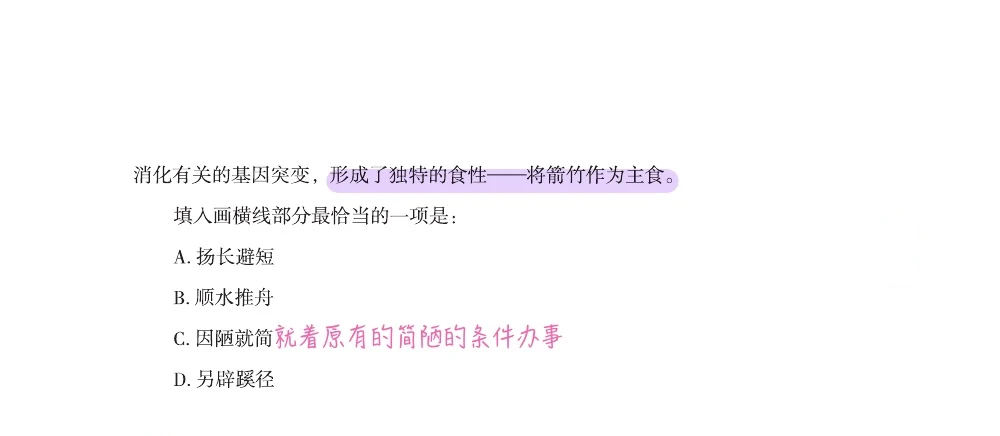 消化有关的基因突变，形成了独特的食性——将箭竹作为主食。
填入画横线部分最恰当的一项是：
A. 扬长避短
B. 顺水推舟
C. 因陋就简就着原有的简陋的条件办事
D. 另辟蹊径